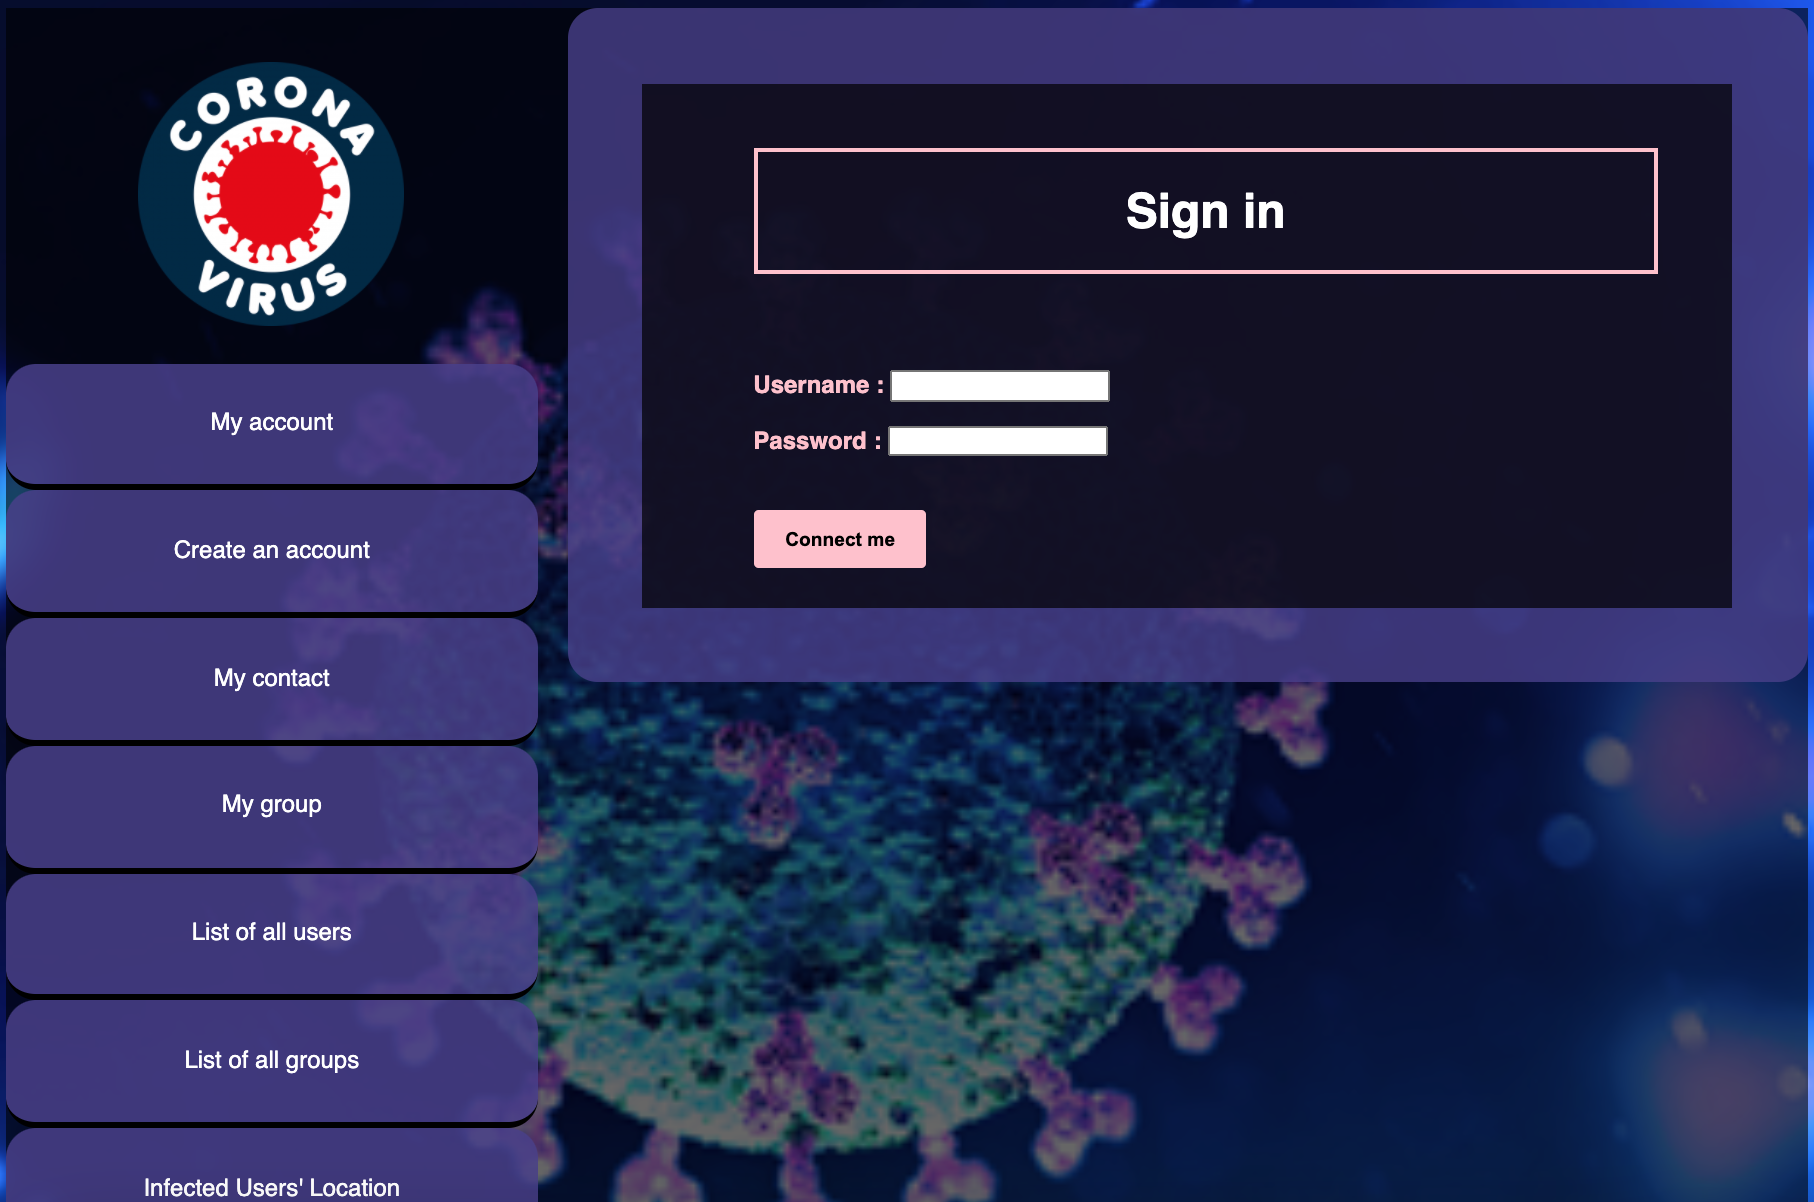 CORONA
VIRUS
My account
Create an account
My contact
My group
List of all users
List of all groups
Infected Users' Location
Sign in
Username :
Password :
Connect me